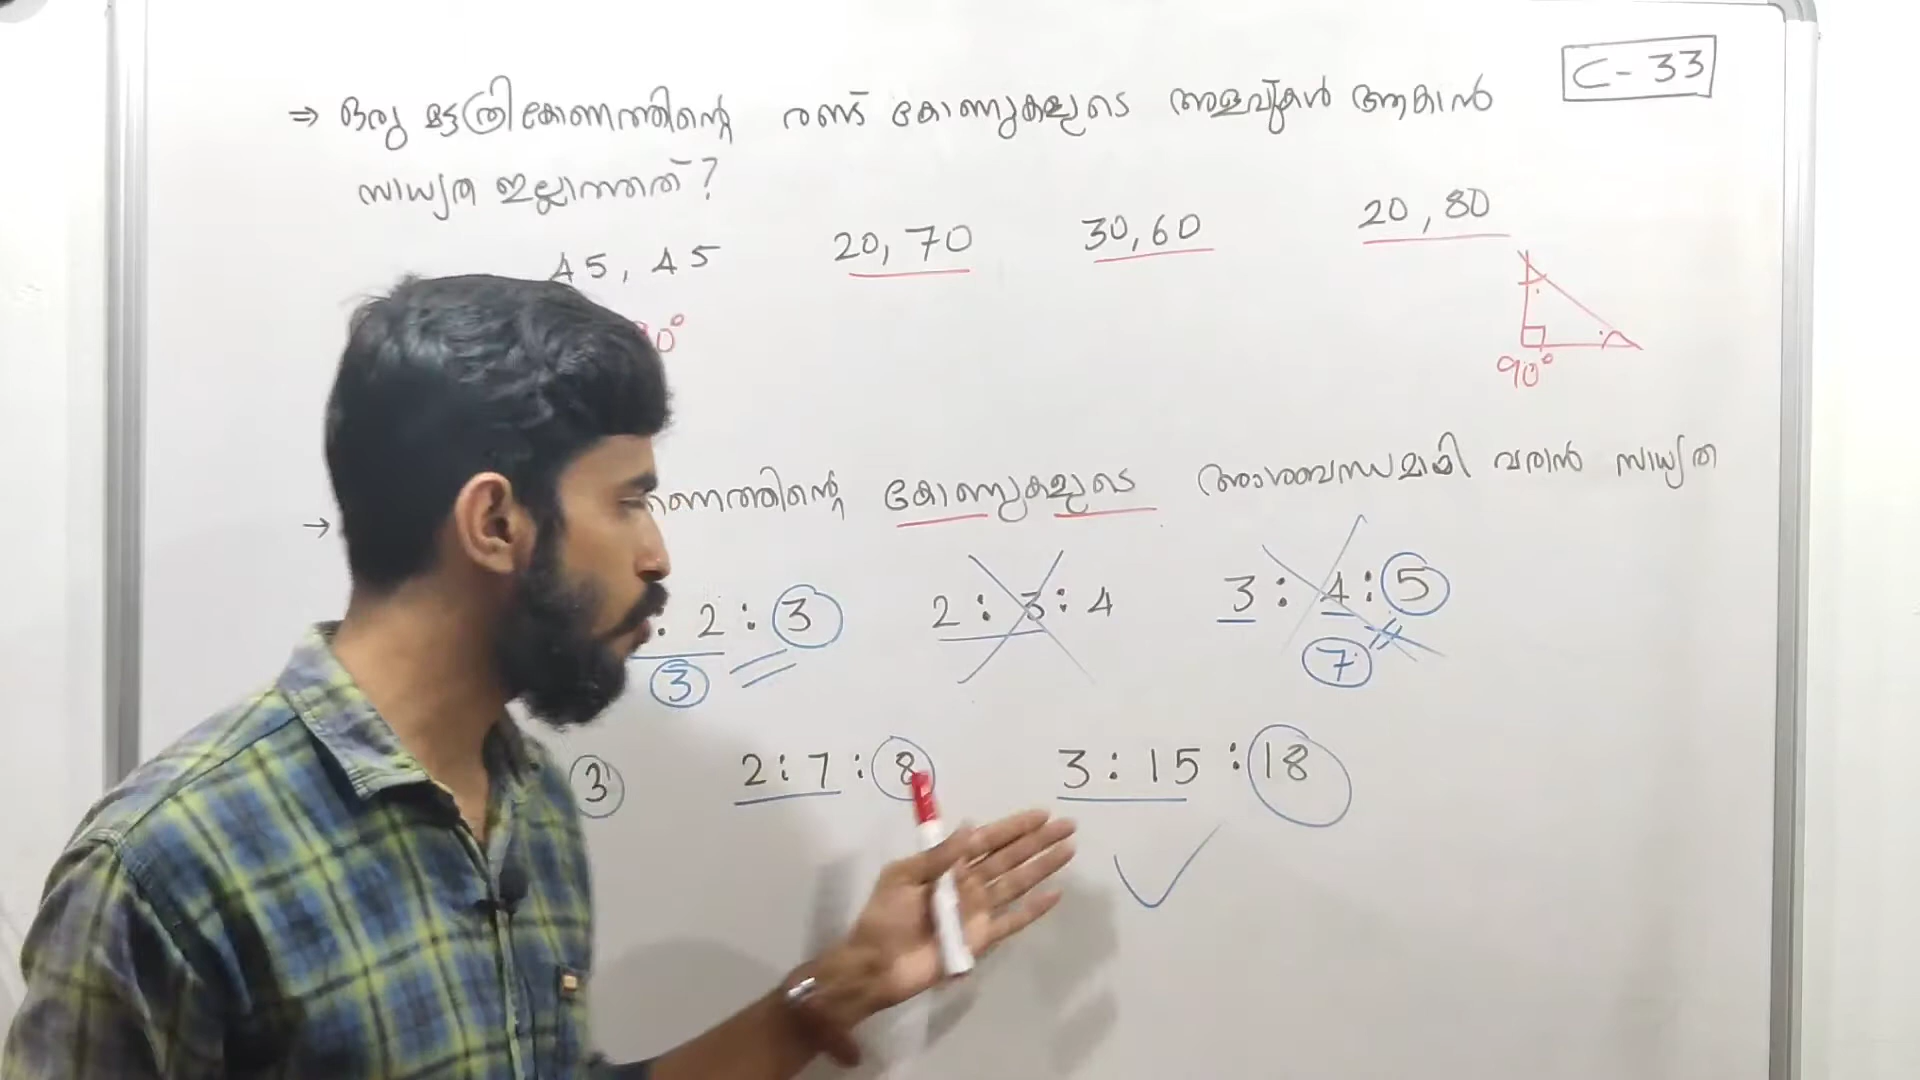 C-33
⇒ ഒരു മട്ടത്രികോണത്തിന്റെ രണ്ട് കോണുകളുടെ അളവുകൾ ആകാൻ
സാധ്യത ഇല്ലാത്തത് ?
45, 45 20, 70 30, 60 20, 80
0°
90°
→ ണത്തിന്റെ കോണുകളുടെ അംശബന്ധമായി വരാൻ സാധ്യത
: 2 : 3 2 : 3 : 4 3 : 4 : 5
3 7
3 2 : 7 : 8 3 : 15 : 18